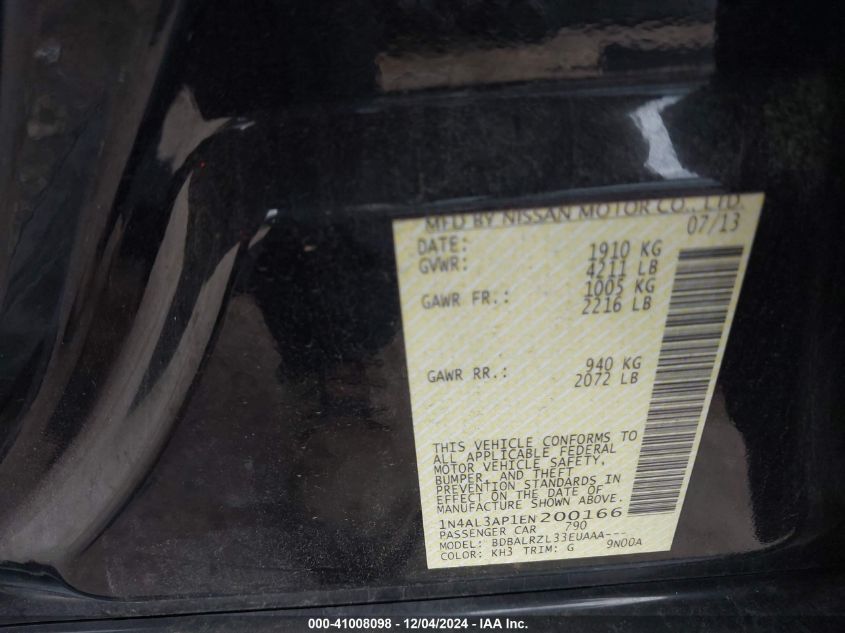 MFD BY NISSAN MOTOR CO., LTD.
DATE: 07/13
GVWR: 1910 KG
4211 LB
GAWR FR.: 1005 KG
2216 LB
GAWR RR.: 940 KG
2072 LB
THIS VEHICLE CONFORMS TO
ALL APPLICABLE FEDERAL
MOTOR VEHICLE SAFETY,
BUMPER, AND THEFT
PREVENTION STANDARDS IN
EFFECT ON THE DATE OF
MANUFACTURE SHOWN ABOVE.
1N4AL3AP1EN200166
PASSENGER CAR 790
MODEL: BDBALRZL33EUAAA---
COLOR: KH3 TRIM: G 9N00A
000-41008098 - 12/04/2024 - IAA Inc.